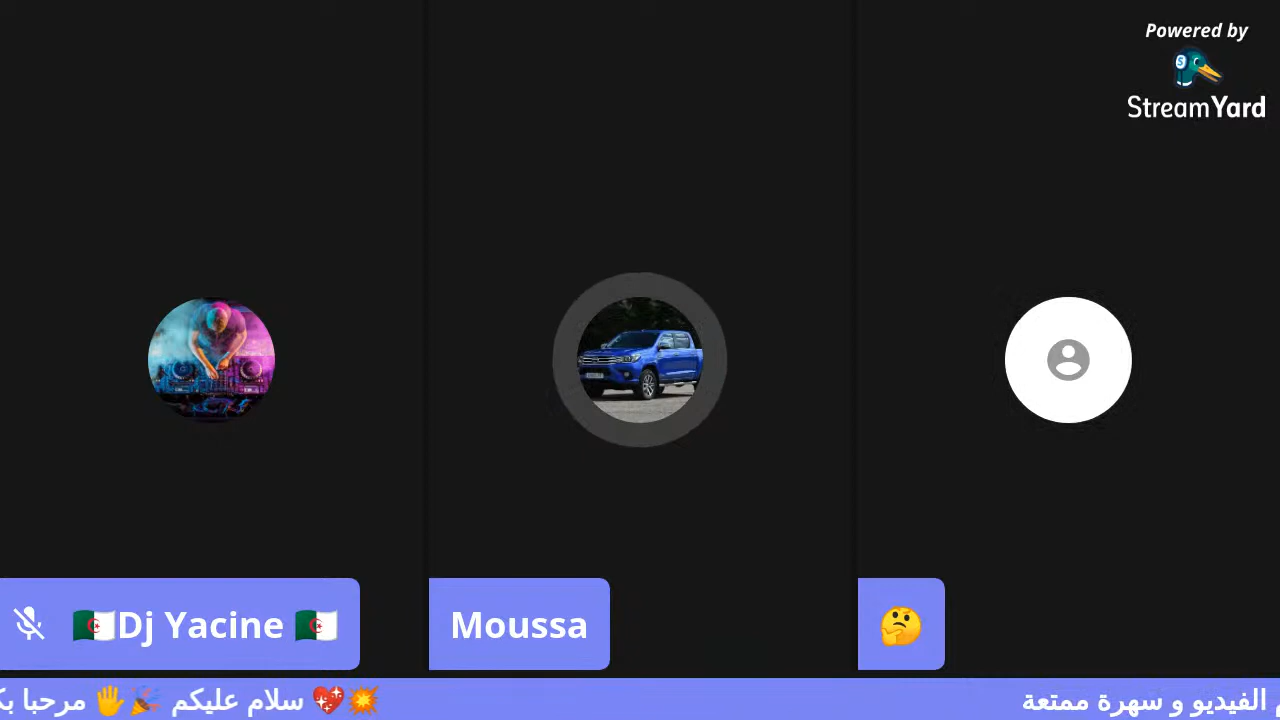 Powered by
StreamYard
🇩🇿Dj Yacine 🇩🇿
Moussa
🤔
الفيديو و سهرة ممتعة
💥💖 سلام عليكم 🎉🖐 مرحبا